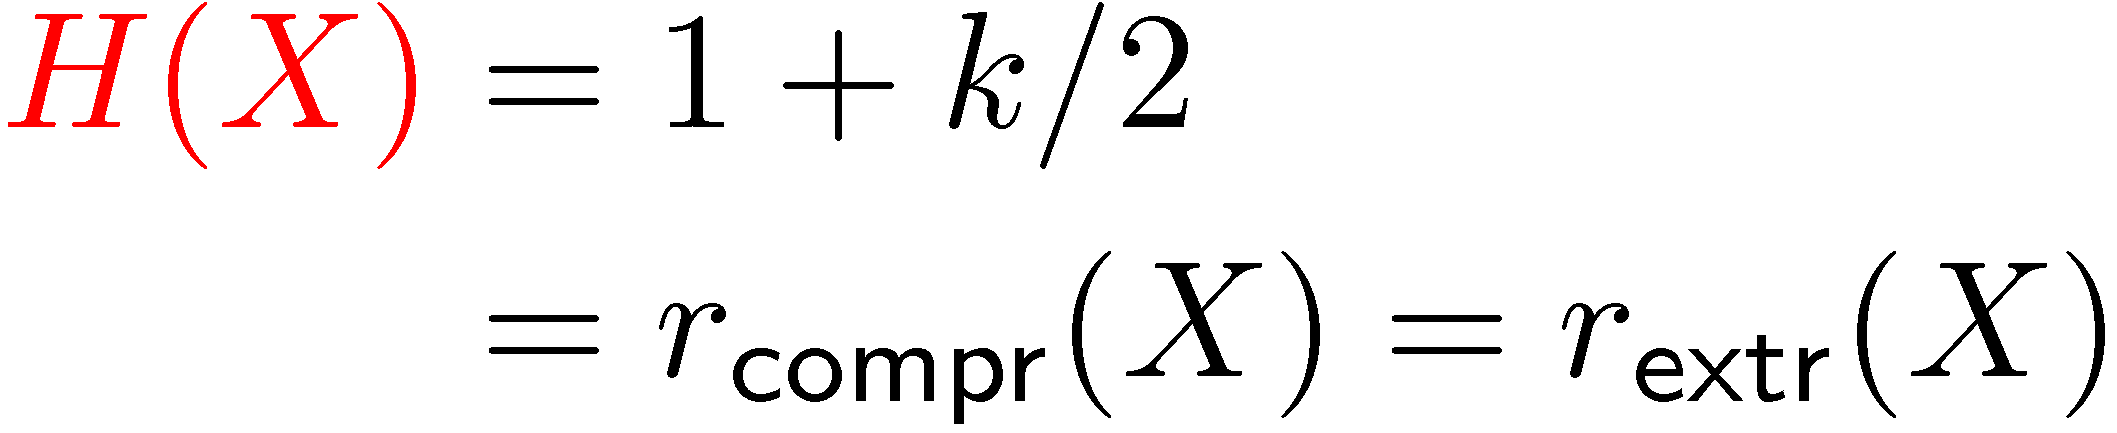 H(X) = 1 + k/2
= r_compr(X) = r_extr(X)